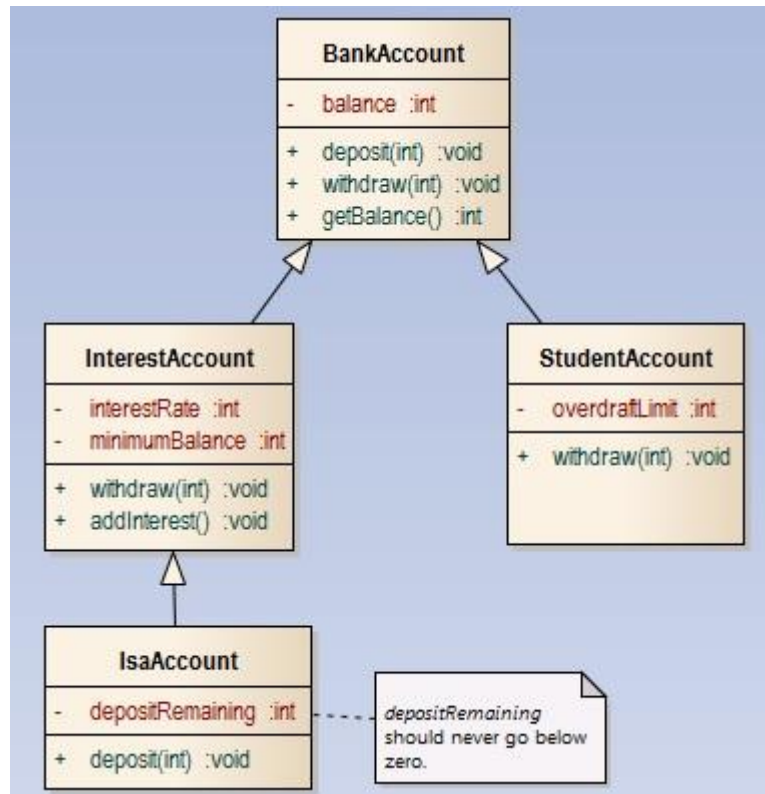 BankAccount
- balance :int
+ deposit(int) :void
+ withdraw(int) :void
+ getBalance() :int
InterestAccount
- interestRate :int
- minimumBalance :int
+ withdraw(int) :void
+ addInterest() :void
StudentAccount
- overdraftLimit :int
+ withdraw(int) :void
IsaAccount
- depositRemaining :int
+ deposit(int) :void
depositRemaining
should never go below
zero.